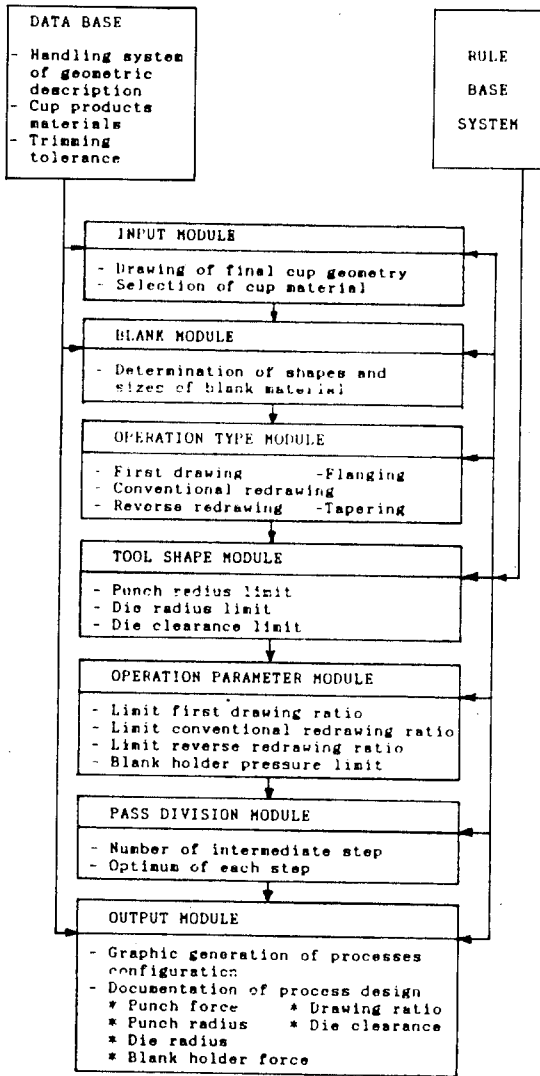 DATA BASE
- Handling system
of geometric
description
- Cup products
materials
- Trimming
tolerance
RULE
BASE
SYSTEM
INPUT MODULE
- Drawing of final cup geometry
- Selection of cup material
BLANK MODULE
- Determination of shapes and
sizes of blank material
OPERATION TYPE MODULE
- First drawing -Flanging
- Conventional redrawing
- Reverse redrawing -Tapering
TOOL SHAPE MODULE
- Punch radius limit
- Die radius limit
- Die clearance limit
OPERATION PARAMETER MODULE
- Limit first drawing ratio
- Limit conventional redrawing ratio
- Limit reverse redrawing ratio
- Blank holder pressure limit
PASS DIVISION MODULE
- Number of intermediate step
- Optimum of each step
OUTPUT MODULE
- Graphic generation of processes
configuration
- Documentation of process design
* Punch force * Drawing ratio
* Punch radius * Die clearance
* Die radius
* Blank holder force